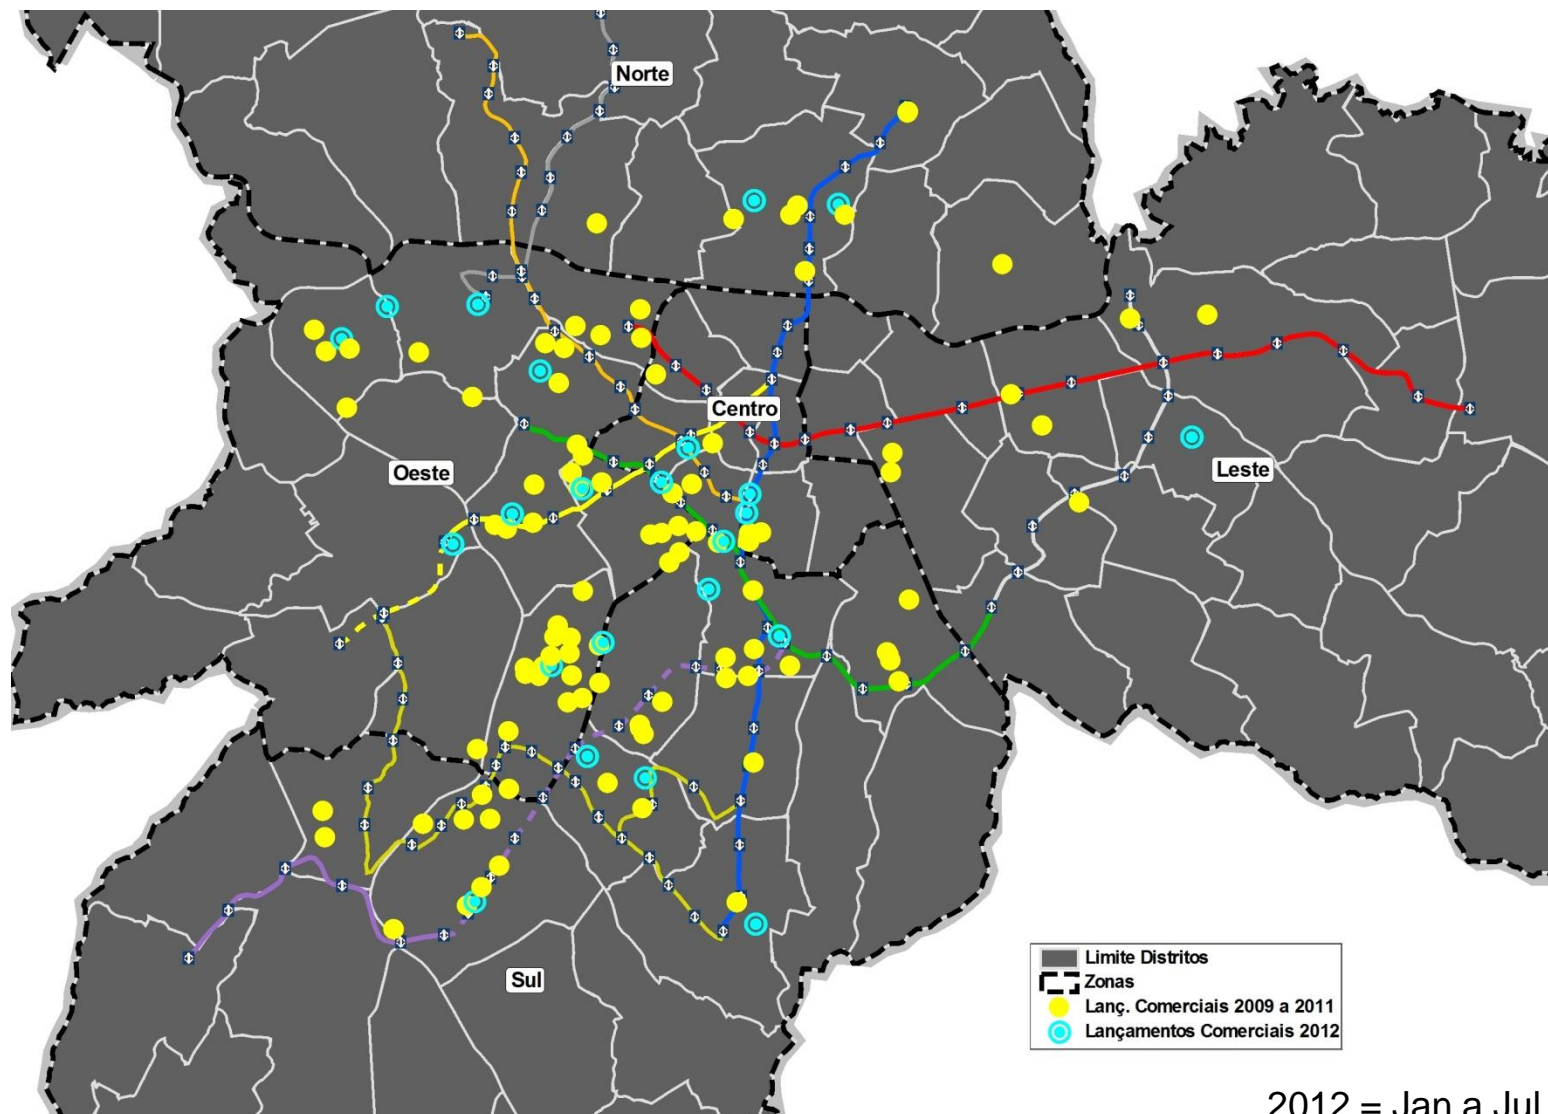 Norte
Centro
Oeste
Leste
Sul
Limite Distritos
Zonas
Lanç. Comerciais 2009 a 2011
Lançamentos Comerciais 2012
2012 = Jan a Jul